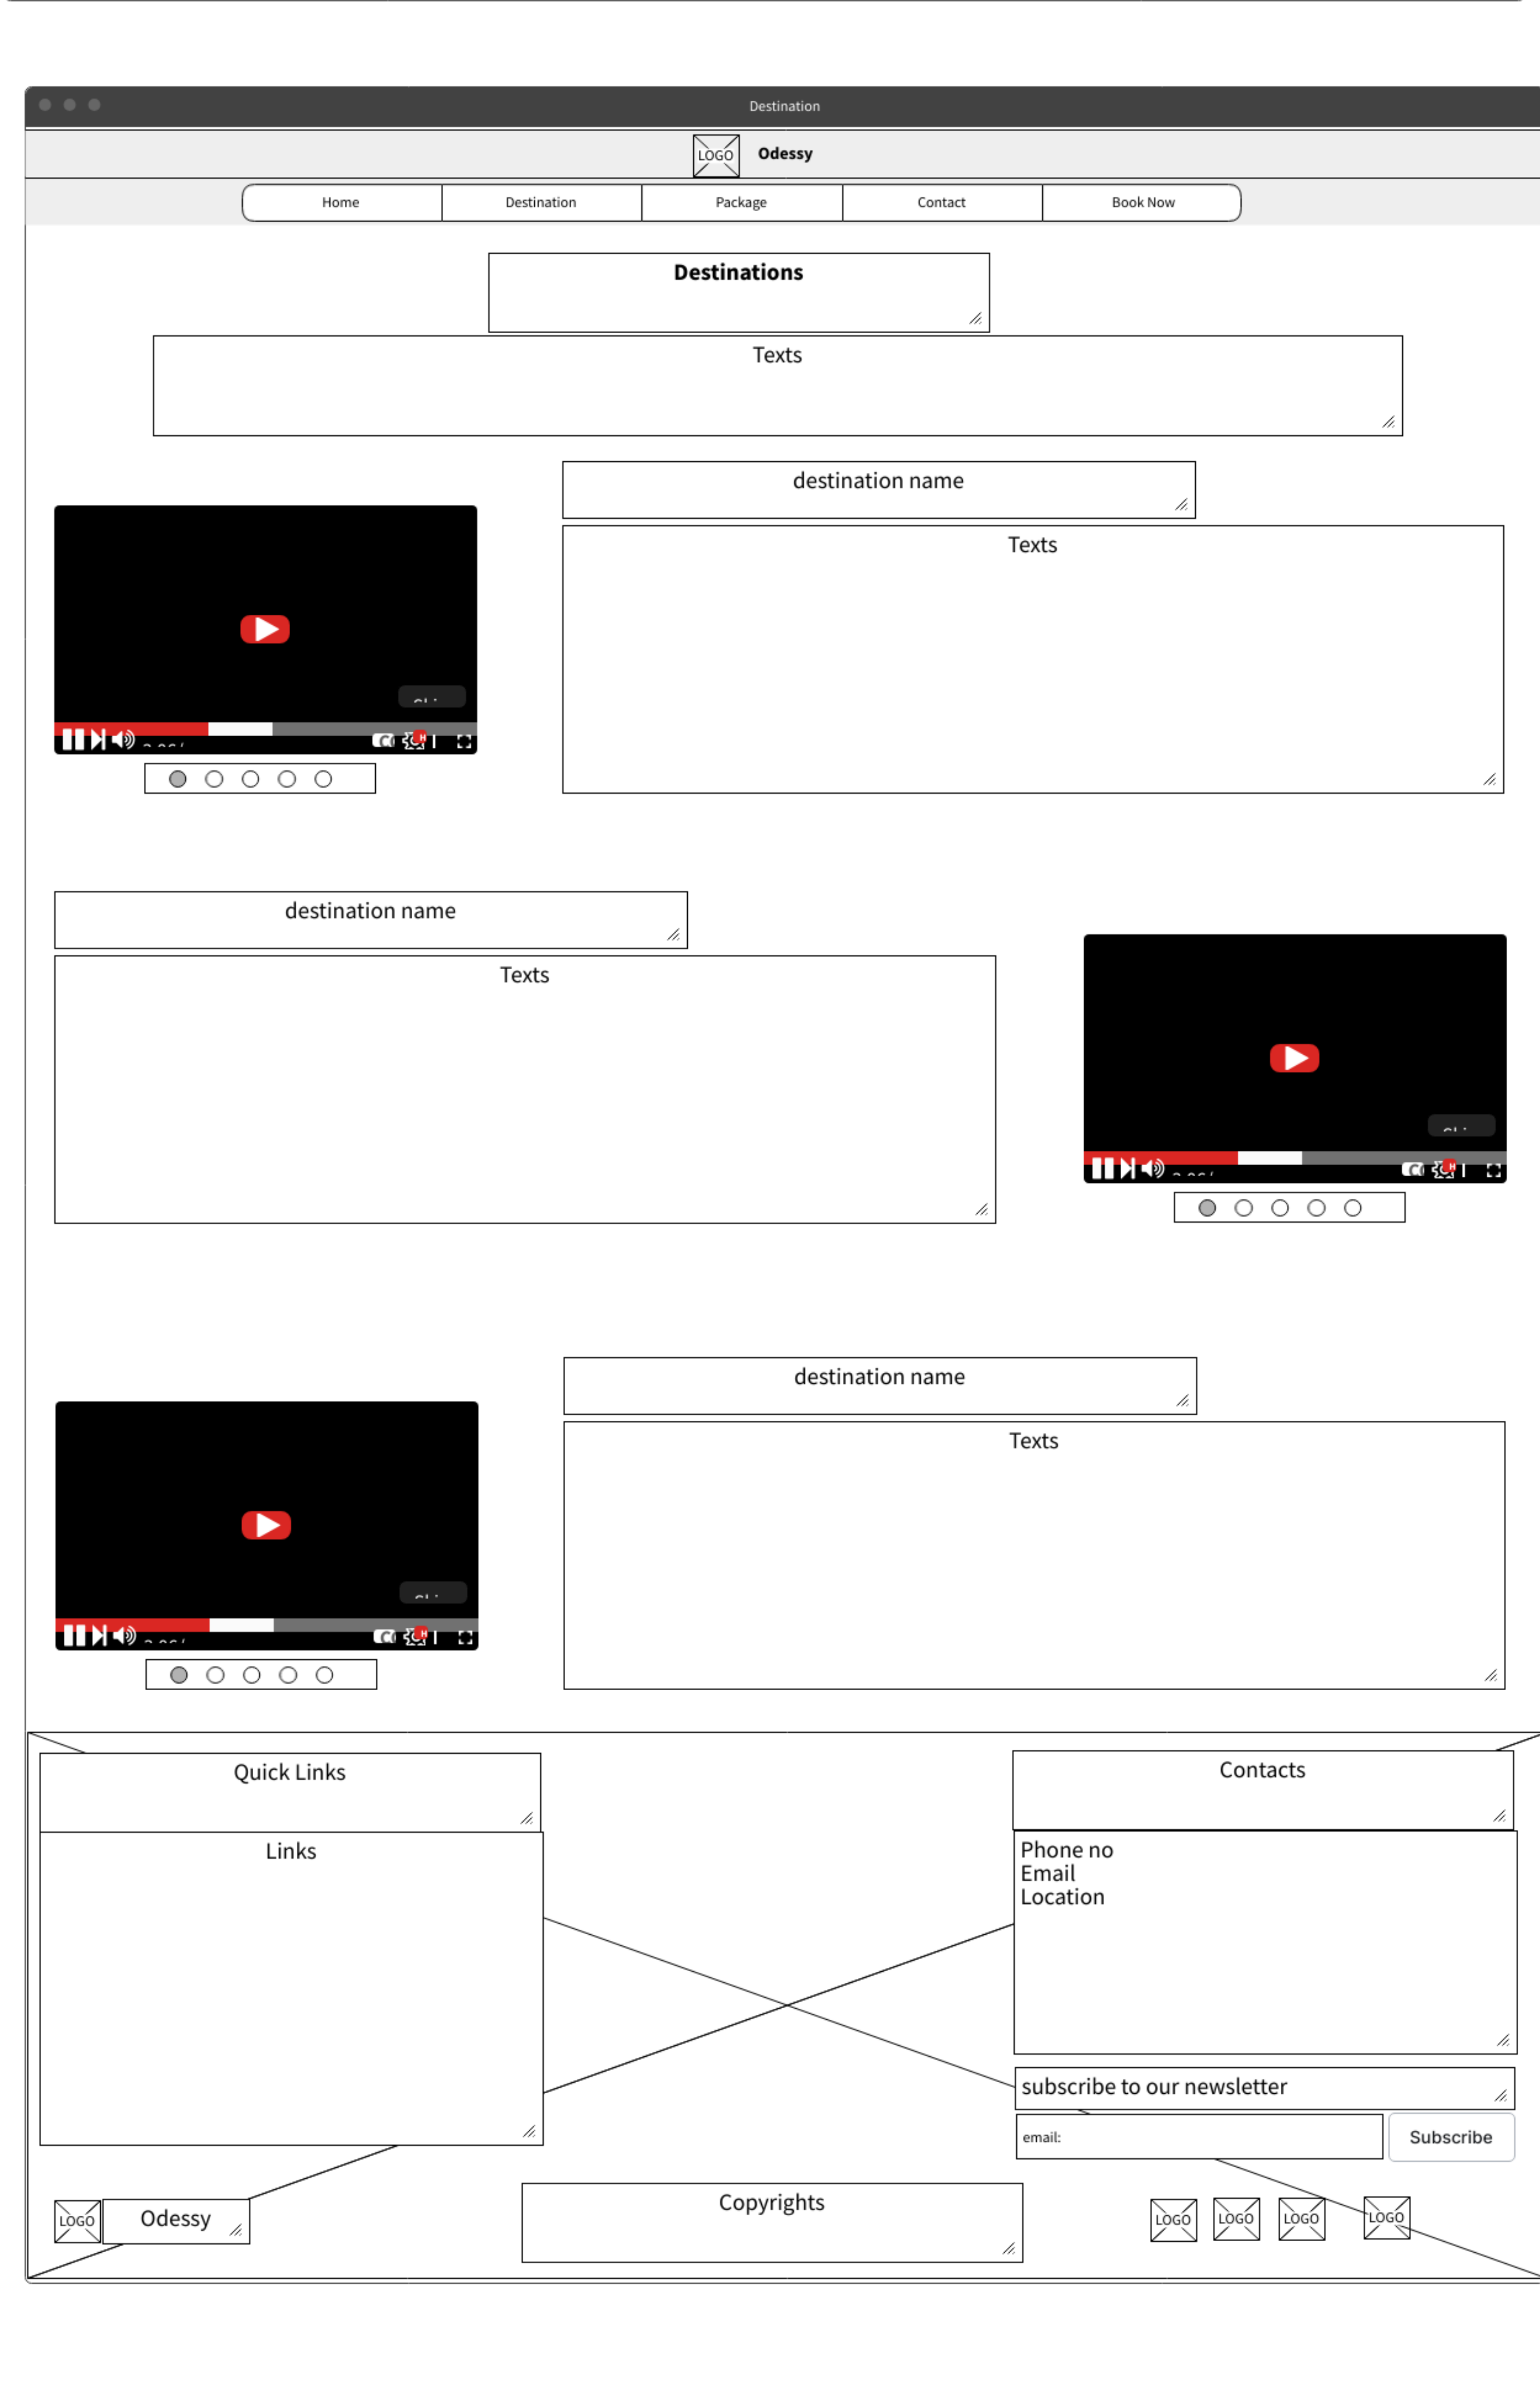 Destination
LOGO Odessy
Home Destination Package Contact Book Now
Destinations
Texts
destination name
Texts
destination name
Texts
destination name
Texts
Quick Links
Links
Contacts
Phone no
Email
Location
subscribe to our newsletter
email: Subscribe
LOGO Odessy
Copyrights
LOGO LOGO LOGO LOGO